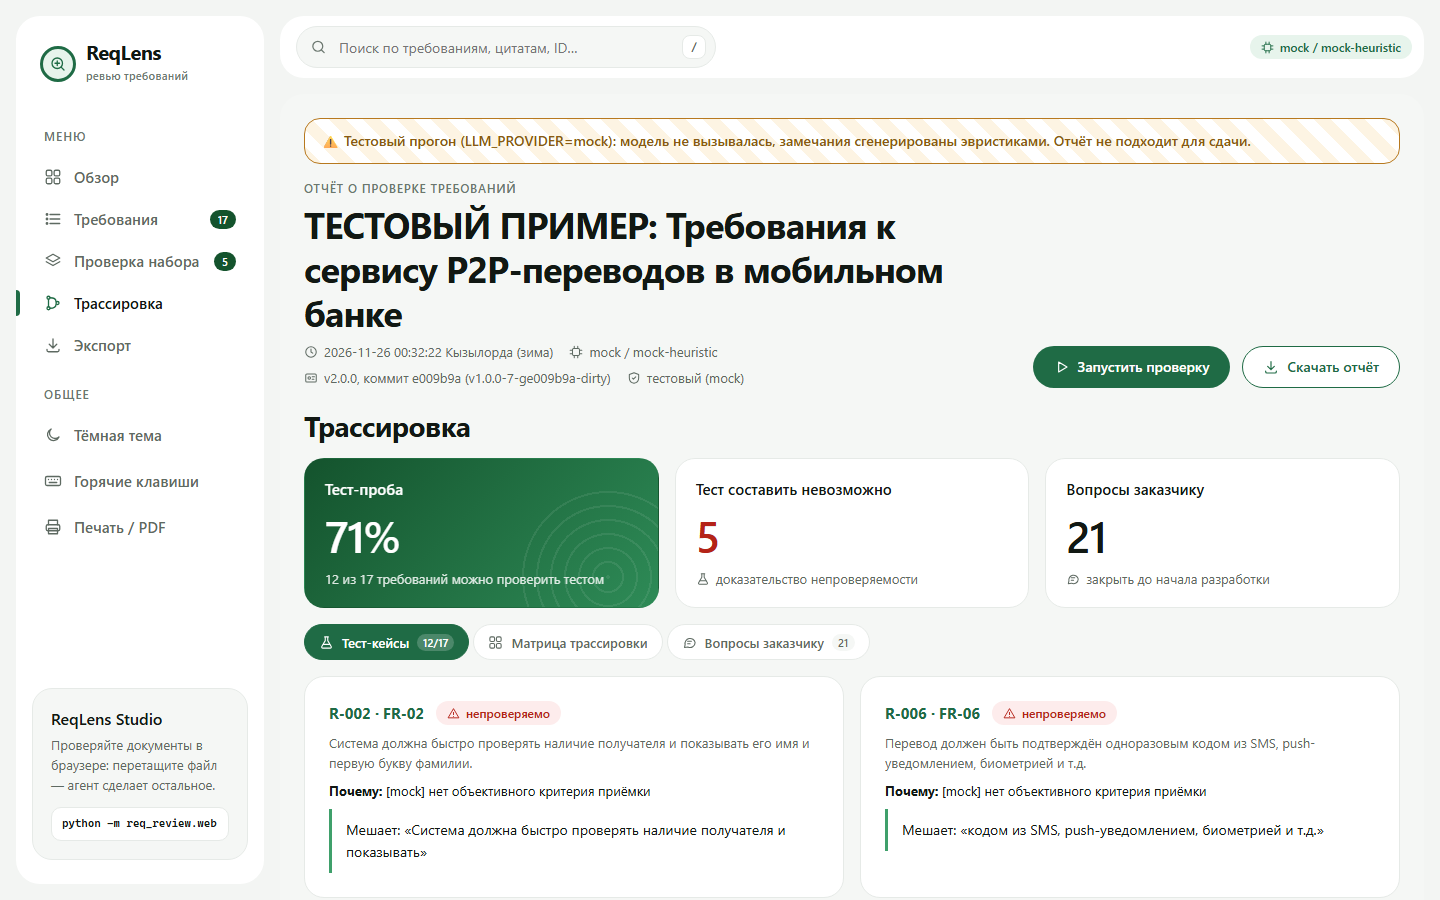 ReqLens
ревью требований
МЕНЮ
Обзор
Требования 17
Проверка набора 5
Трассировка
Экспорт
ОБЩЕЕ
Тёмная тема
Горячие клавиши
Печать / PDF
ReqLens Studio
Проверяйте документы в
браузере: перетащите файл
— агент сделает остальное.
python -m req_review.web
Поиск по требованиям, цитатам, ID... /
mock / mock-heuristic
Тестовый прогон (LLM_PROVIDER=mock): модель не вызывалась, замечания сгенерированы эвристиками. Отчёт не подходит для сдачи.
ОТЧЁТ О ПРОВЕРКЕ ТРЕБОВАНИЙ
ТЕСТОВЫЙ ПРИМЕР: Требования к
сервису P2P-переводов в мобильном
банке
2026-11-26 00:32:22 Кызылорда (зима) mock / mock-heuristic
v2.0.0, коммит e009b9a (v1.0.0-7-ge009b9a-dirty) тестовый (mock)
Запустить проверку
Скачать отчёт
Трассировка
Тест-проба
71%
12 из 17 требований можно проверить тестом
Тест составить невозможно
5
доказательство непроверяемости
Вопросы заказчику
21
закрыть до начала разработки
Тест-кейсы 12/17
Матрица трассировки
Вопросы заказчику 21
R-002 · FR-02 непроверяемо
Система должна быстро проверять наличие получателя и показывать его имя и
первую букву фамилии.
Почему: [mock] нет объективного критерия приёмки
Мешает: «Система должна быстро проверять наличие получателя и
показывать»
R-006 · FR-06 непроверяемо
Перевод должен быть подтверждён одноразовым кодом из SMS, push-
уведомлением, биометрией и т.д.
Почему: [mock] нет объективного критерия приёмки
Мешает: «кодом из SMS, push-уведомлением, биометрией и т.д.»